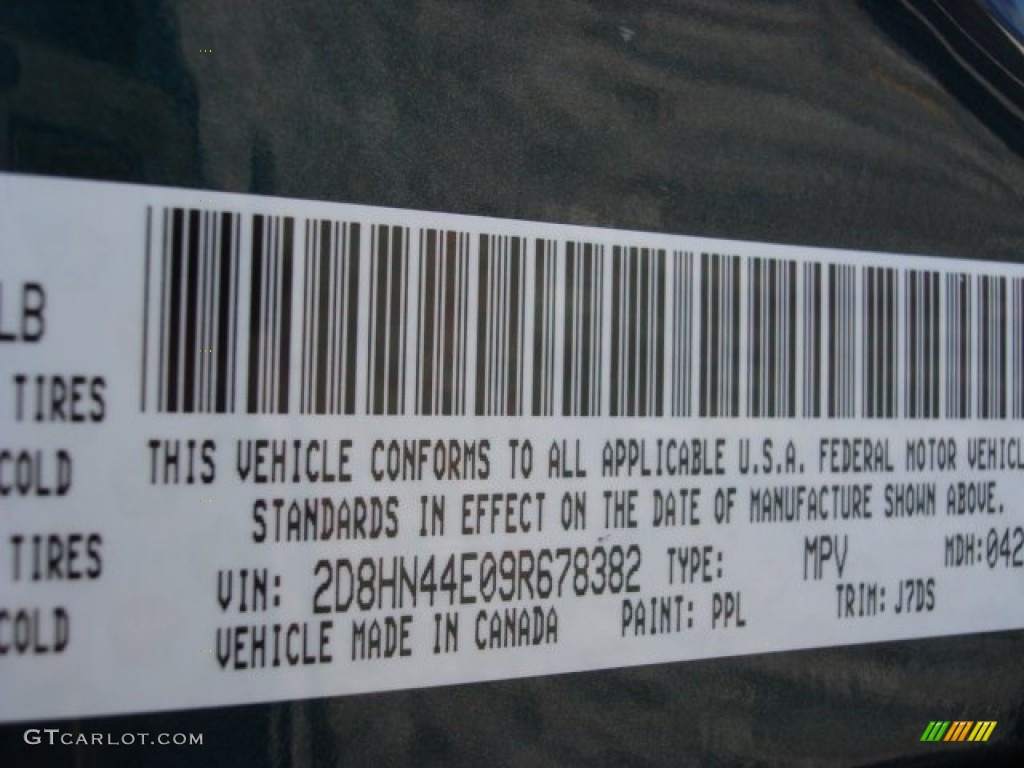 LB
TIRES
COLD
TIRES
COLD
THIS VEHICLE CONFORMS TO ALL APPLICABLE U.S.A. FEDERAL MOTOR VEHICL
STANDARDS IN EFFECT ON THE DATE OF MANUFACTURE SHOWN ABOVE.
VIN: 2D8HN44E09R678382 TYPE: MPV MDH:042
VEHICLE MADE IN CANADA PAINT: PPL TRIM: J7DS
GTCARLOT.COM